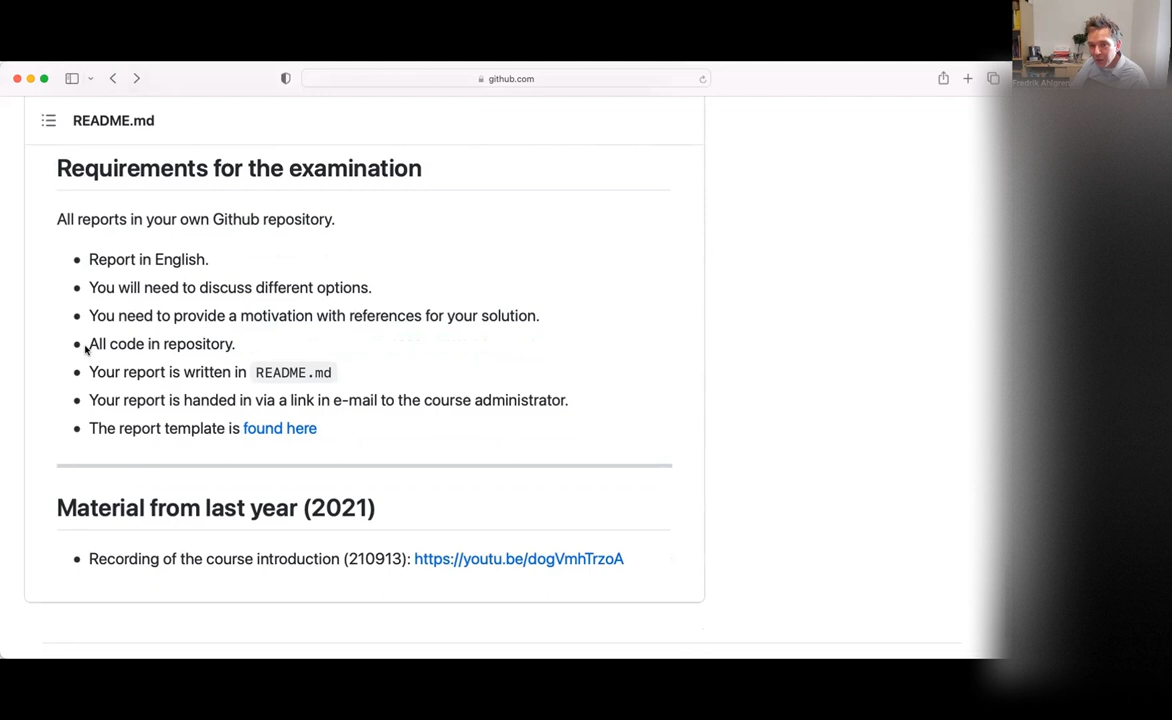 github.com
Fredrik Ahlgren
README.md
Requirements for the examination
All reports in your own Github repository.
Report in English.
You will need to discuss different options.
You need to provide a motivation with references for your solution.
All code in repository.
Your report is written in README.md
Your report is handed in via a link in e-mail to the course administrator.
The report template is found here
Material from last year (2021)
Recording of the course introduction (210913): https://youtu.be/dogVmhTrzoA